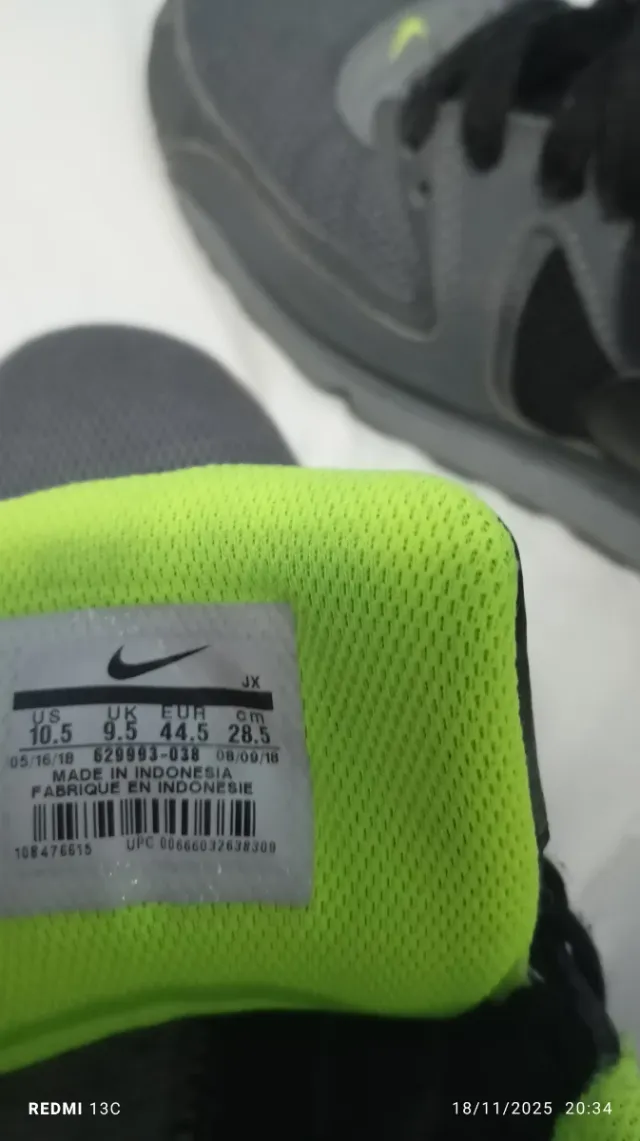 JX
US UK EUR cm
10.5 9.5 44.5 28.5
05/16/18 629993-038 08/09/18
MADE IN INDONESIA
FABRIQUE EN INDONESIE
108476615 UPC 00666032638309
REDMI 13C 18/11/2025 20:34